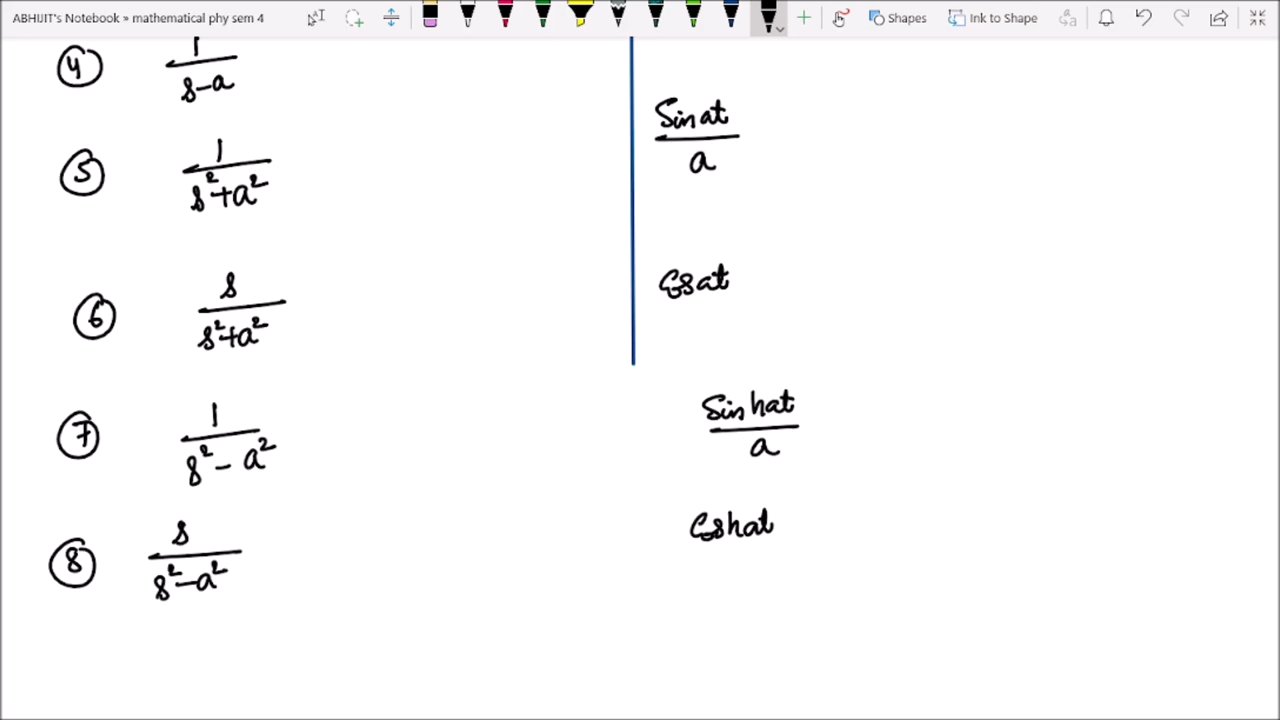 ABHIJIT's Notebook » mathematical phy sem 4
Shapes
Ink to Shape
④ 1/(s-a)
⑤ 1/(s²+a²)
Sin at/a
⑥ s/(s²+a²)
Cos at
⑦ 1/(s²-a²)
Sin hat/a
⑧ s/(s²-a²)
Cos hat